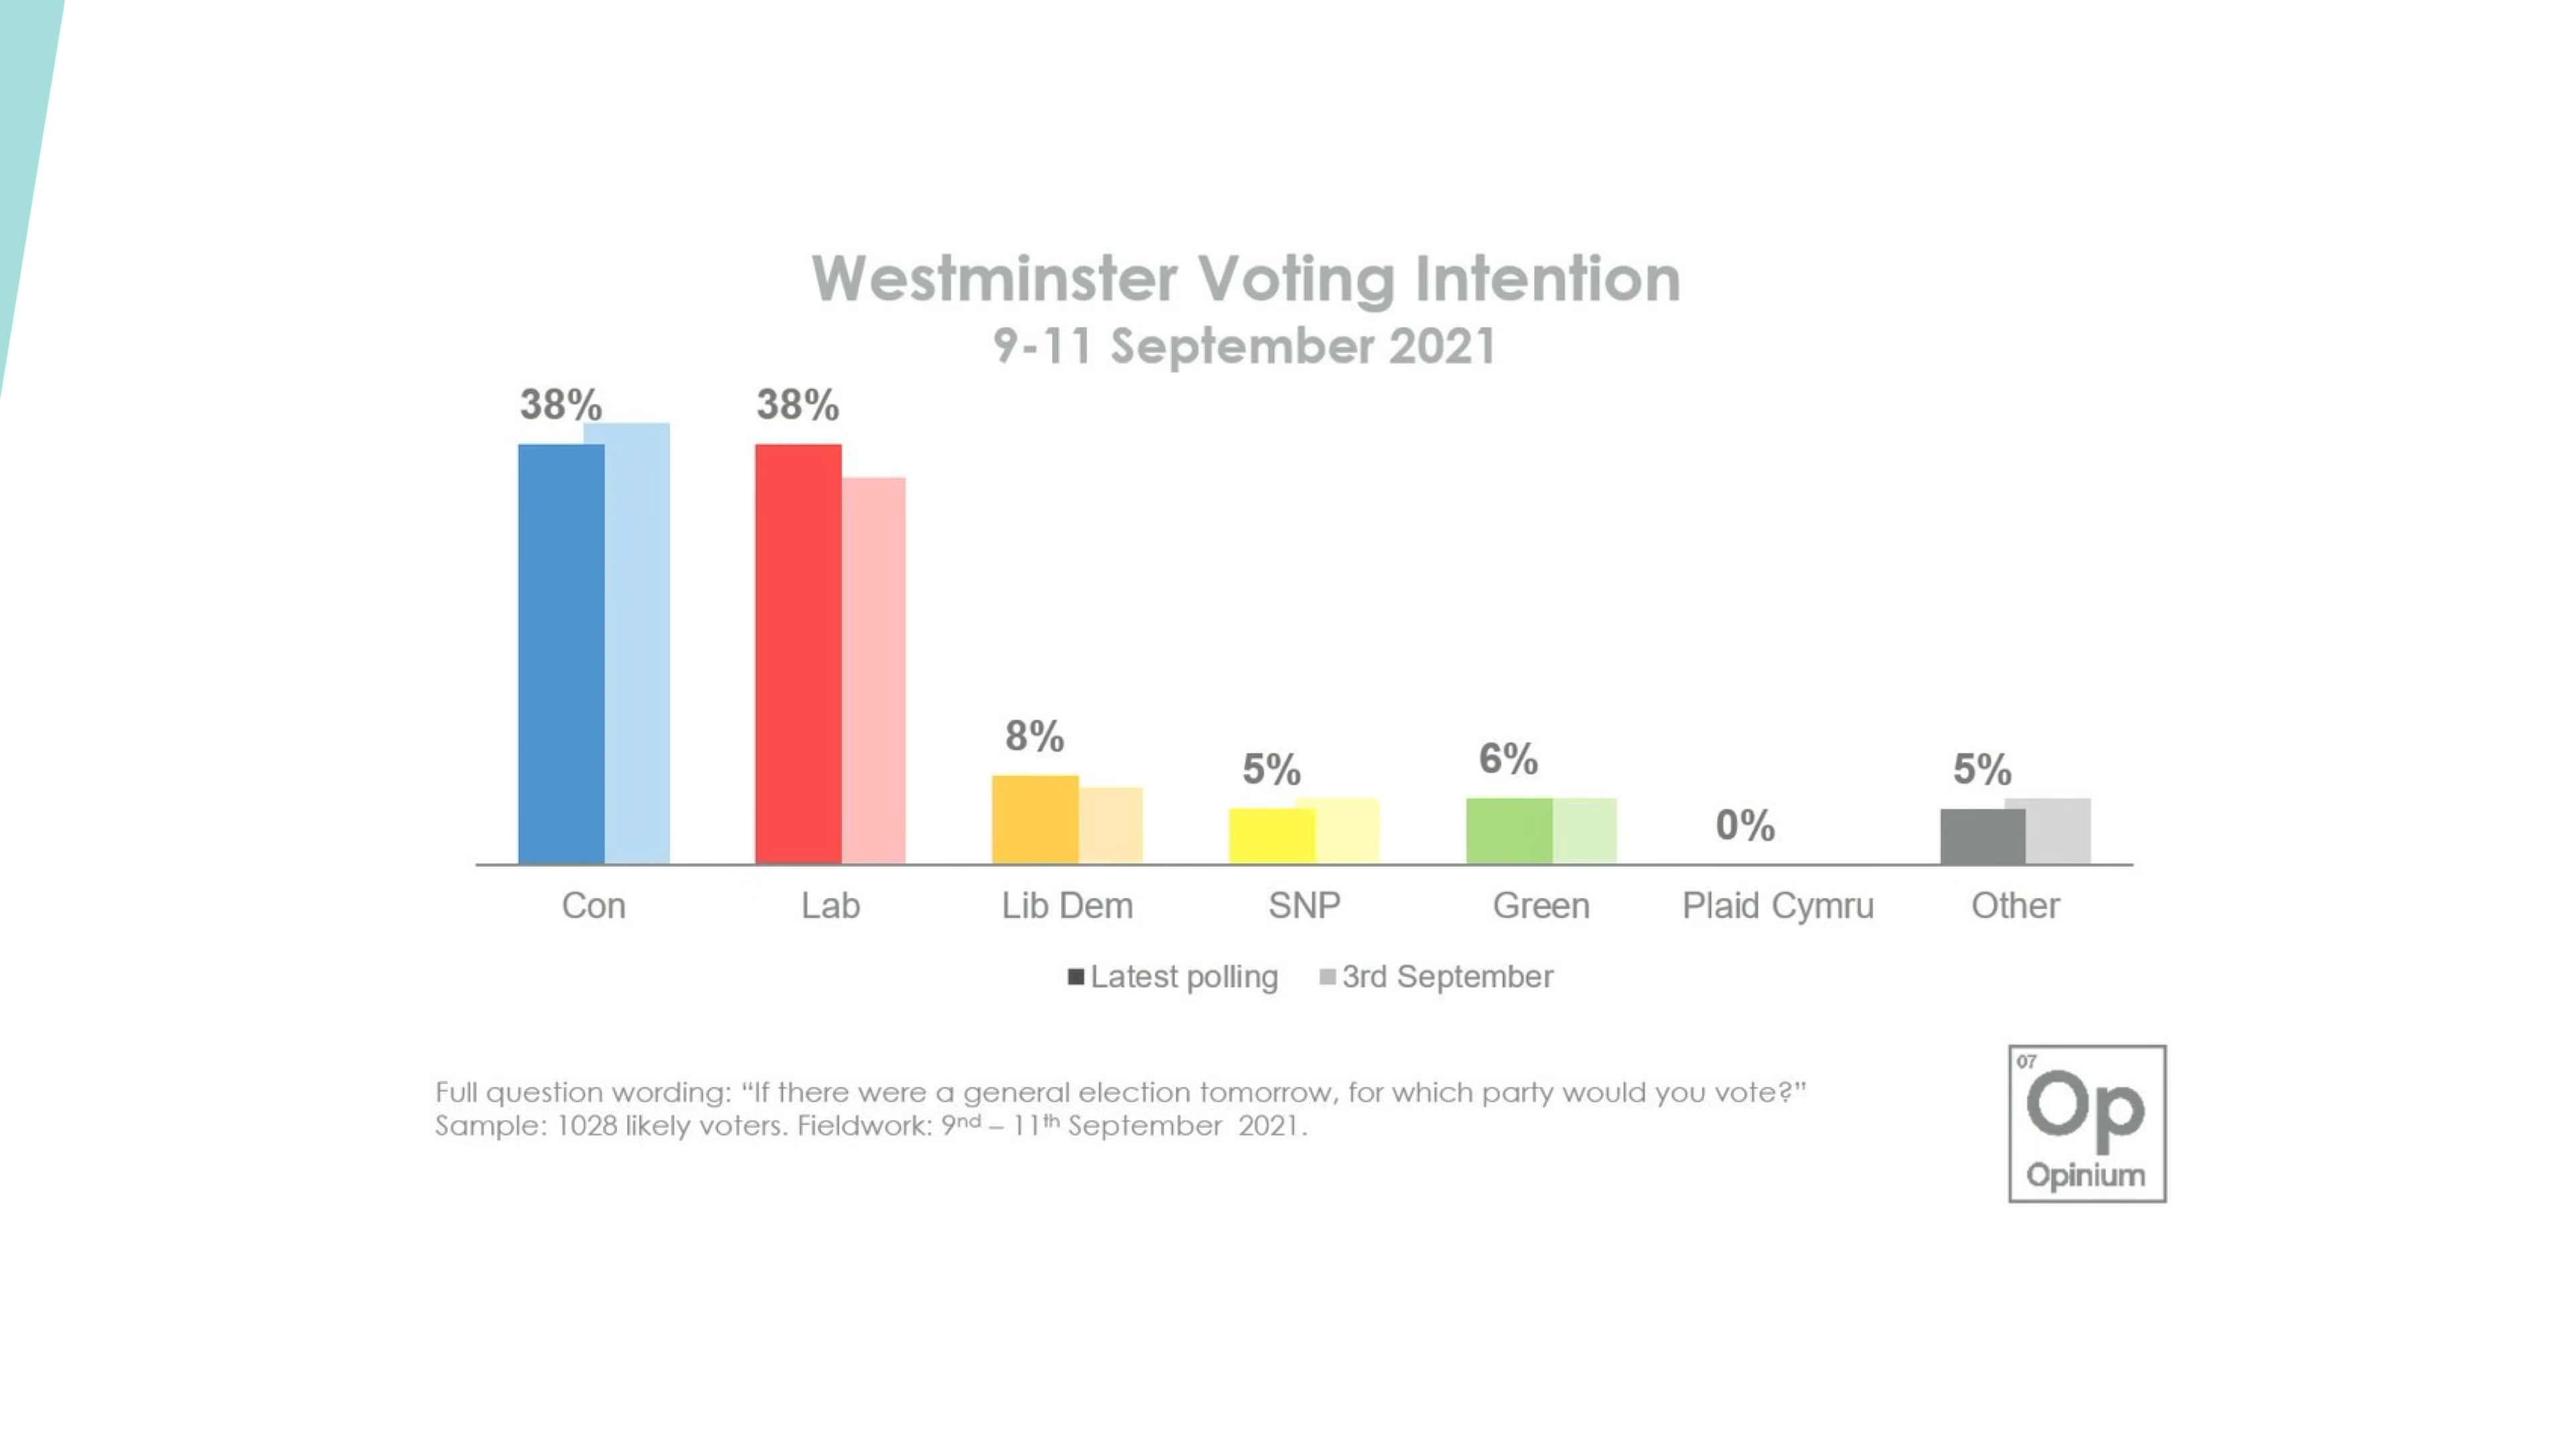 Westminster Voting Intention
9-11 September 2021
38%
38%
8%
5%
6%
0%
5%
Con
Lab
Lib Dem
SNP
Green
Plaid Cymru
Other
Latest polling
3rd September
Full question wording: “If there were a general election tomorrow, for which party would you vote?”
Sample: 1028 likely voters. Fieldwork: 9nd – 11th September 2021.
07
Op
Opinium